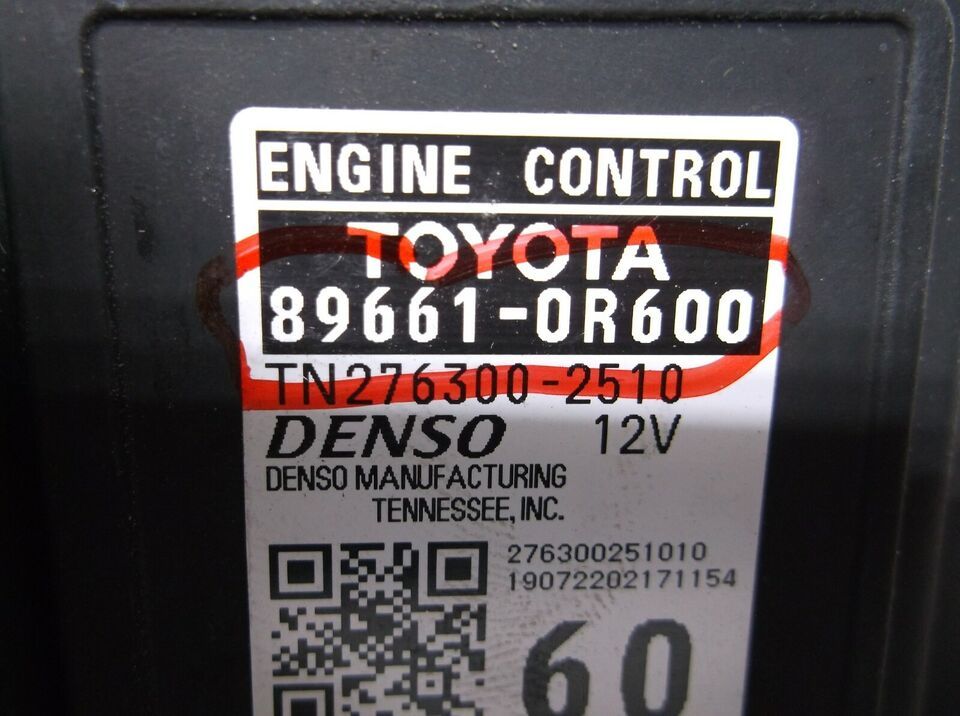 ENGINE CONTROL
TOYOTA
89661-0R600
TN276300-2510
DENSO 12V
DENSO MANUFACTURING
TENNESSEE, INC.
276300251010
19072202171154
60